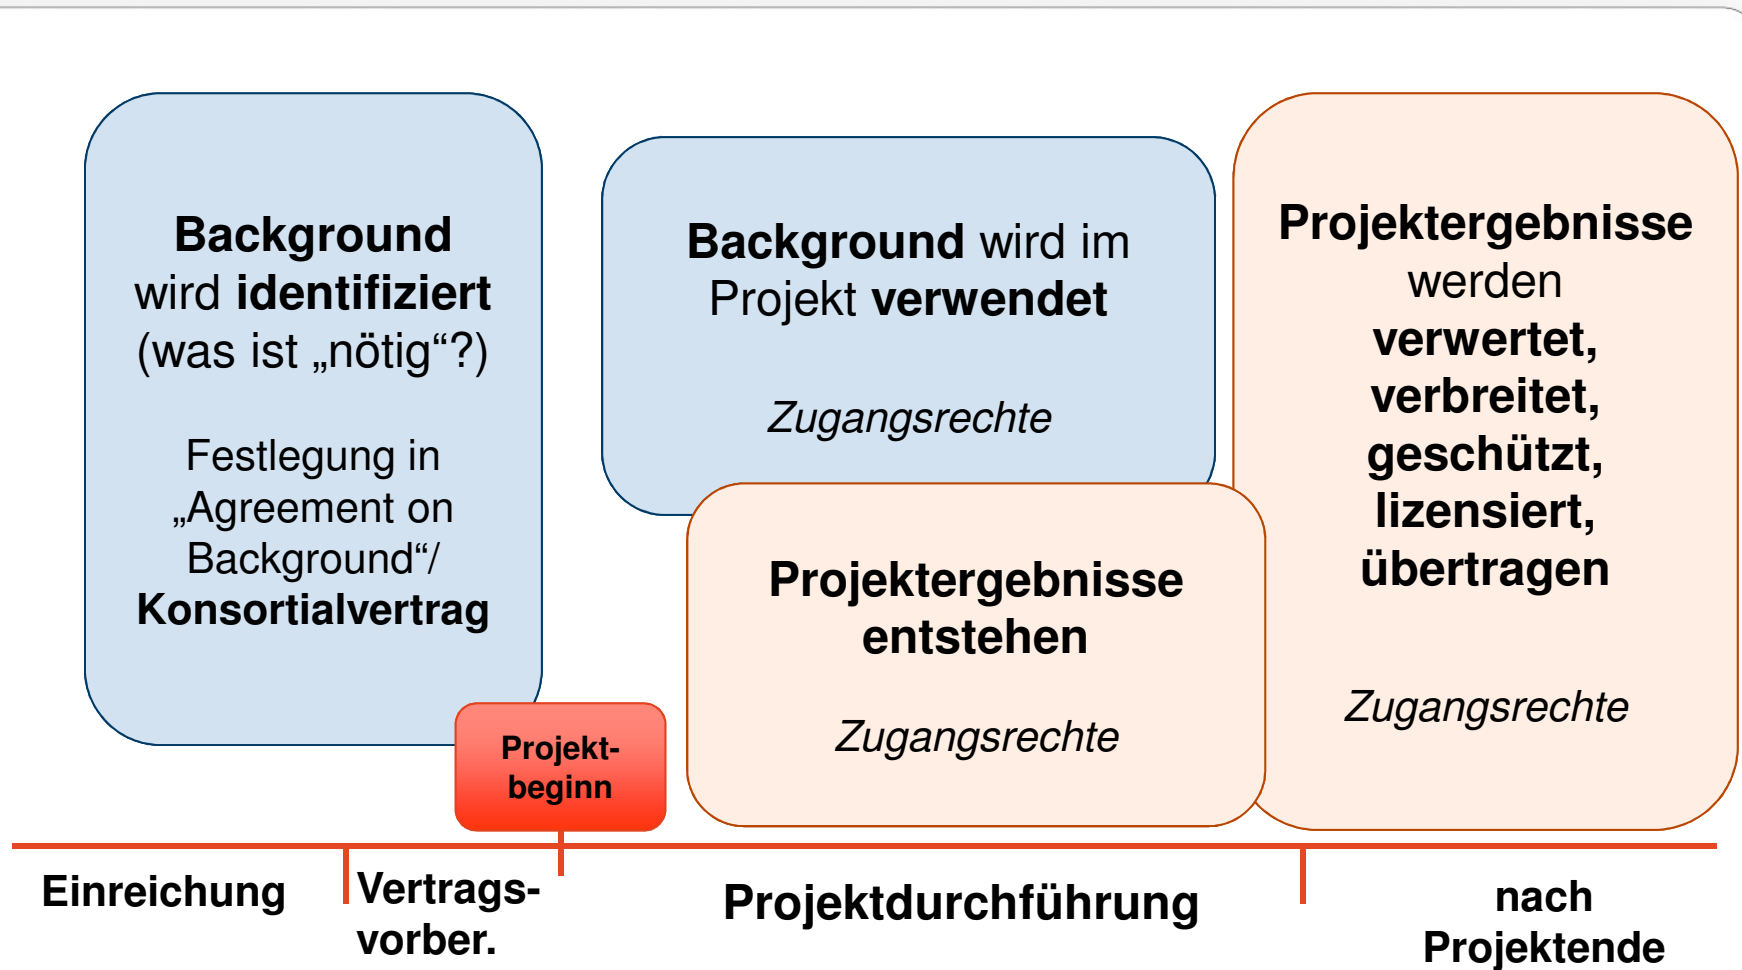 Background
wird identifiziert
(was ist „nötig“?)
Festlegung in
„Agreement on
Background“/
Konsortialvertrag
Background wird im
Projekt verwendet
Zugangsrechte
Projektergebnisse
entstehen
Zugangsrechte
Projektergebnisse
werden
verwertet,
verbreitet,
geschützt,
lizensiert,
übertragen
Zugangsrechte
Projekt-
beginn
Einreichung
Vertrags-
vorber.
Projektdurchführung
nach
Projektende